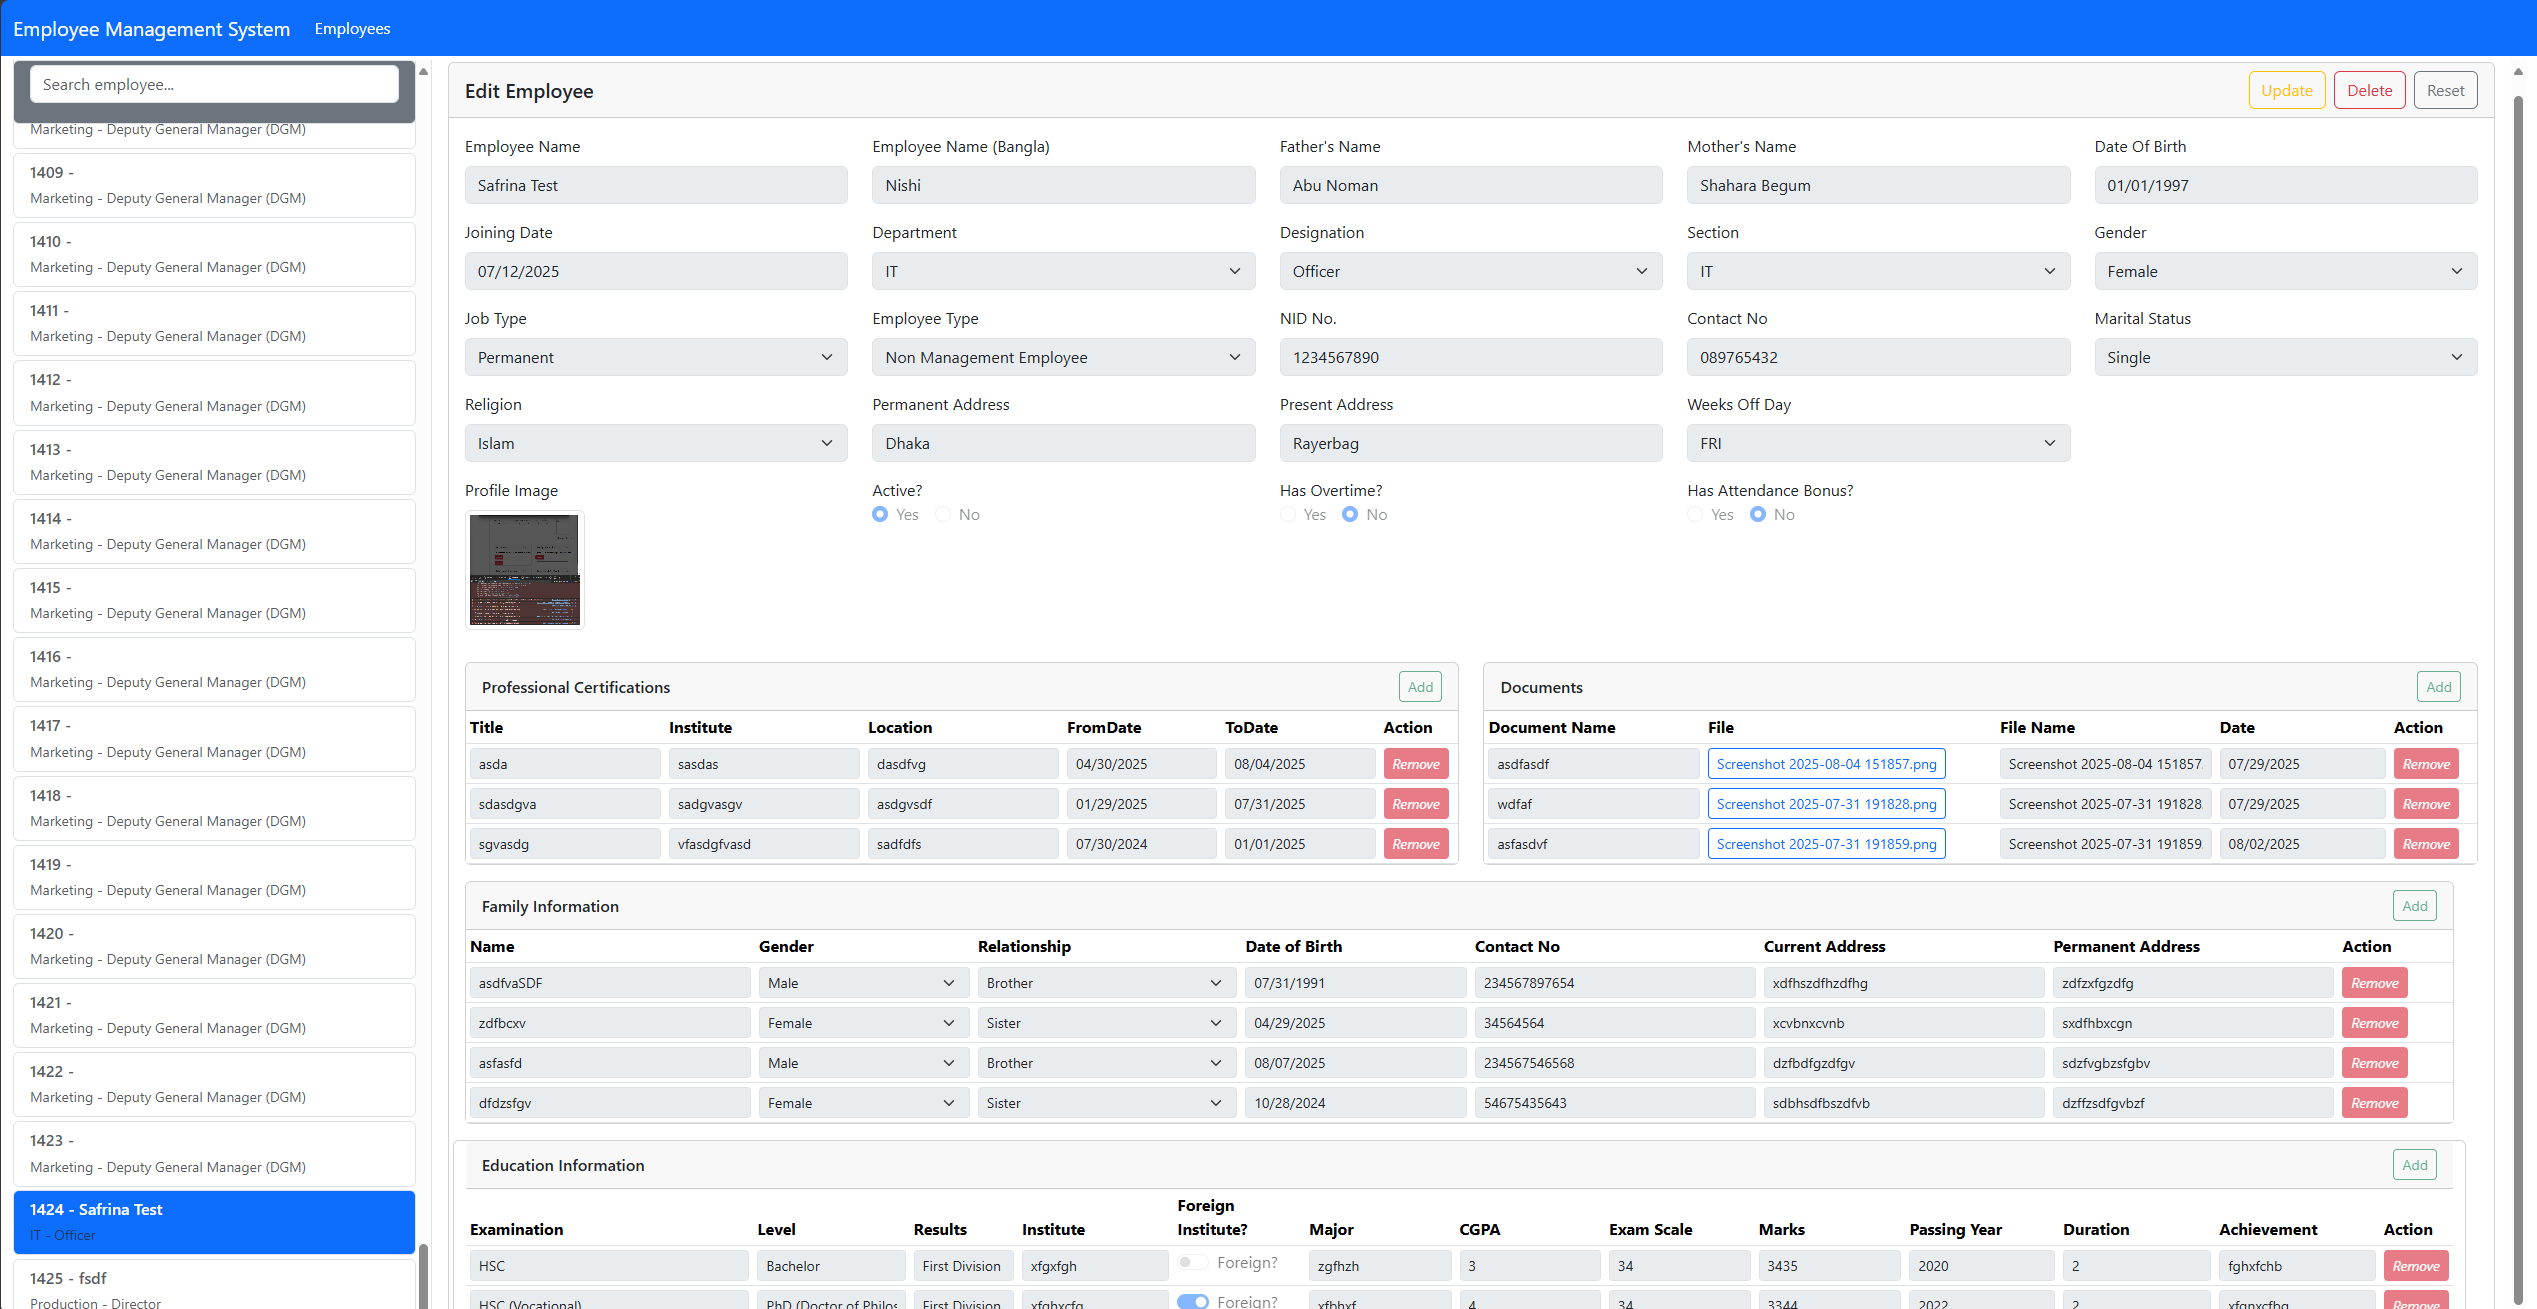 Employee Management System Employees
Search employee...
Marketing - Deputy General Manager (DGM)
1409 -
Marketing - Deputy General Manager (DGM)
1410 -
Marketing - Deputy General Manager (DGM)
1411 -
Marketing - Deputy General Manager (DGM)
1412 -
Marketing - Deputy General Manager (DGM)
1413 -
Marketing - Deputy General Manager (DGM)
1414 -
Marketing - Deputy General Manager (DGM)
1415 -
Marketing - Deputy General Manager (DGM)
1416 -
Marketing - Deputy General Manager (DGM)
1417 -
Marketing - Deputy General Manager (DGM)
1418 -
Marketing - Deputy General Manager (DGM)
1419 -
Marketing - Deputy General Manager (DGM)
1420 -
Marketing - Deputy General Manager (DGM)
1421 -
Marketing - Deputy General Manager (DGM)
1422 -
Marketing - Deputy General Manager (DGM)
1423 -
Marketing - Deputy General Manager (DGM)
1424 - Safrina Test
IT - Officer
1425 - fsdf
Production - Director
Edit Employee Update Delete Reset
Employee Name Employee Name (Bangla) Father's Name Mother's Name Date Of Birth
Safrina Test Nishi Abu Noman Shahara Begum 01/01/1997
Joining Date Department Designation Section Gender
07/12/2025 IT Officer IT Female
Job Type Employee Type NID No. Contact No Marital Status
Permanent Non Management Employee 1234567890 089765432 Single
Religion Permanent Address Present Address Weeks Off Day
Islam Dhaka Rayerbag FRI
Profile Image Active? Has Overtime? Has Attendance Bonus?
Yes No Yes No Yes No
Professional Certifications Add
Title Institute Location FromDate ToDate Action
asda sasdas dasdfvg 04/30/2025 08/04/2025 Remove
sdasdgva sadgvasgv asdgvsdf 01/29/2025 07/31/2025 Remove
sgvasdg vfasdgfvasd sadfdfs 07/30/2024 01/01/2025 Remove
Documents Add
Document Name File File Name Date Action
asdfasdf Screenshot 2025-08-04 151857.png Screenshot 2025-08-04 151857. 07/29/2025 Remove
wdfaf Screenshot 2025-07-31 191828.png Screenshot 2025-07-31 191828. 07/29/2025 Remove
asfasdvf Screenshot 2025-07-31 191859.png Screenshot 2025-07-31 191859. 08/02/2025 Remove
Family Information Add
Name Gender Relationship Date of Birth Contact No Current Address Permanent Address Action
asdfvaSDF Male Brother 07/31/1991 234567897654 xdfhszdfhzdfhg zdfzxfgzdfg Remove
zdfbcxv Female Sister 04/29/2025 34564564 xcvbnxcvnb sxdfhbxcgn Remove
asfasfd Male Brother 08/07/2025 234567546568 dzfbdfgzdfgv sdzfvgbzsfgbv Remove
dfdzsfgv Female Sister 10/28/2024 54675435643 sdbhsdfbszdfvb dzffzsdfgvbzf Remove
Education Information Add
Examination Level Results Institute Foreign Institute? Major CGPA Exam Scale Marks Passing Year Duration Achievement Action
HSC Bachelor First Division xfgxfgh Foreign? zgfhzh 3 34 3435 2020 2 fghxfchb Remove
HSC (Vocational) PhD (Doctor of Philos First Division xfghxcfg Foreign? xfbhxf 4 34 3344 2022 2 Remove